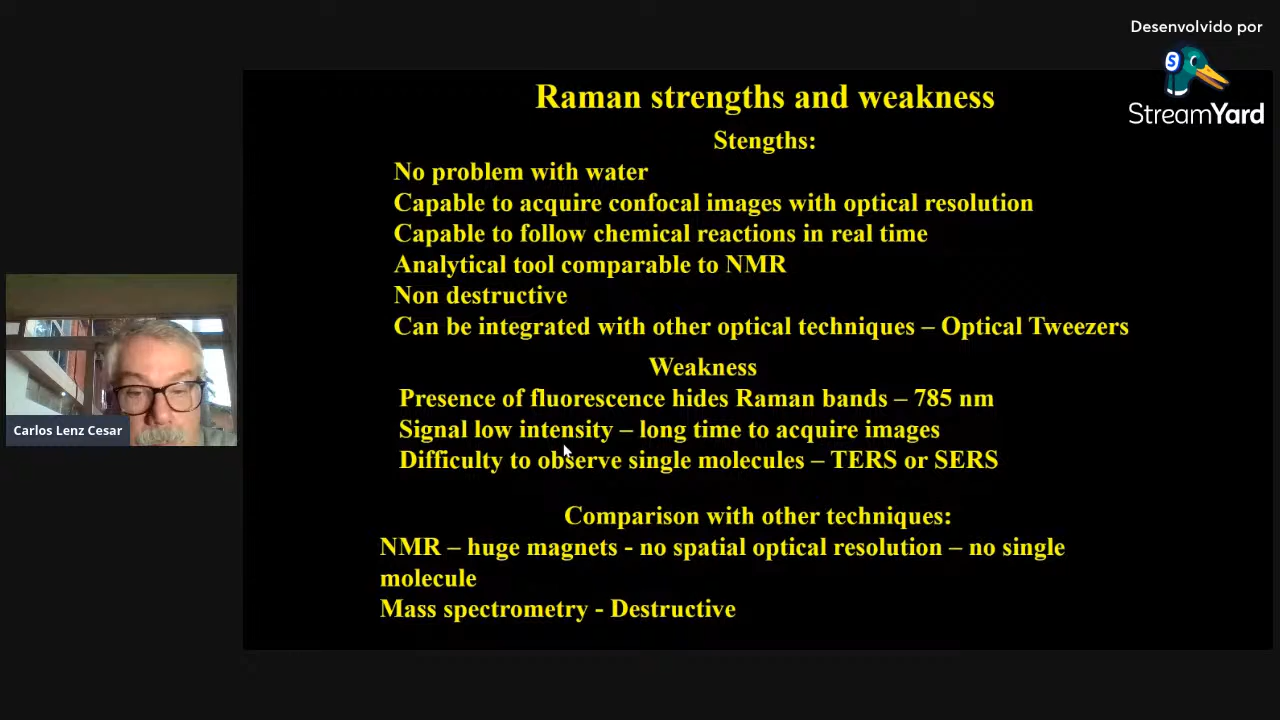 Desenvolvido por
StreamYard
Raman strengths and weakness
Stengths:
No problem with water
Capable to acquire confocal images with optical resolution
Capable to follow chemical reactions in real time
Analytical tool comparable to NMR
Non destructive
Can be integrated with other optical techniques – Optical Tweezers
Weakness
Presence of fluorescence hides Raman bands – 785 nm
Signal low intensity – long time to acquire images
Difficulty to observe single molecules – TERS or SERS
Comparison with other techniques:
NMR – huge magnets - no spatial optical resolution – no single
molecule
Mass spectrometry - Destructive
Carlos Lenz Cesar